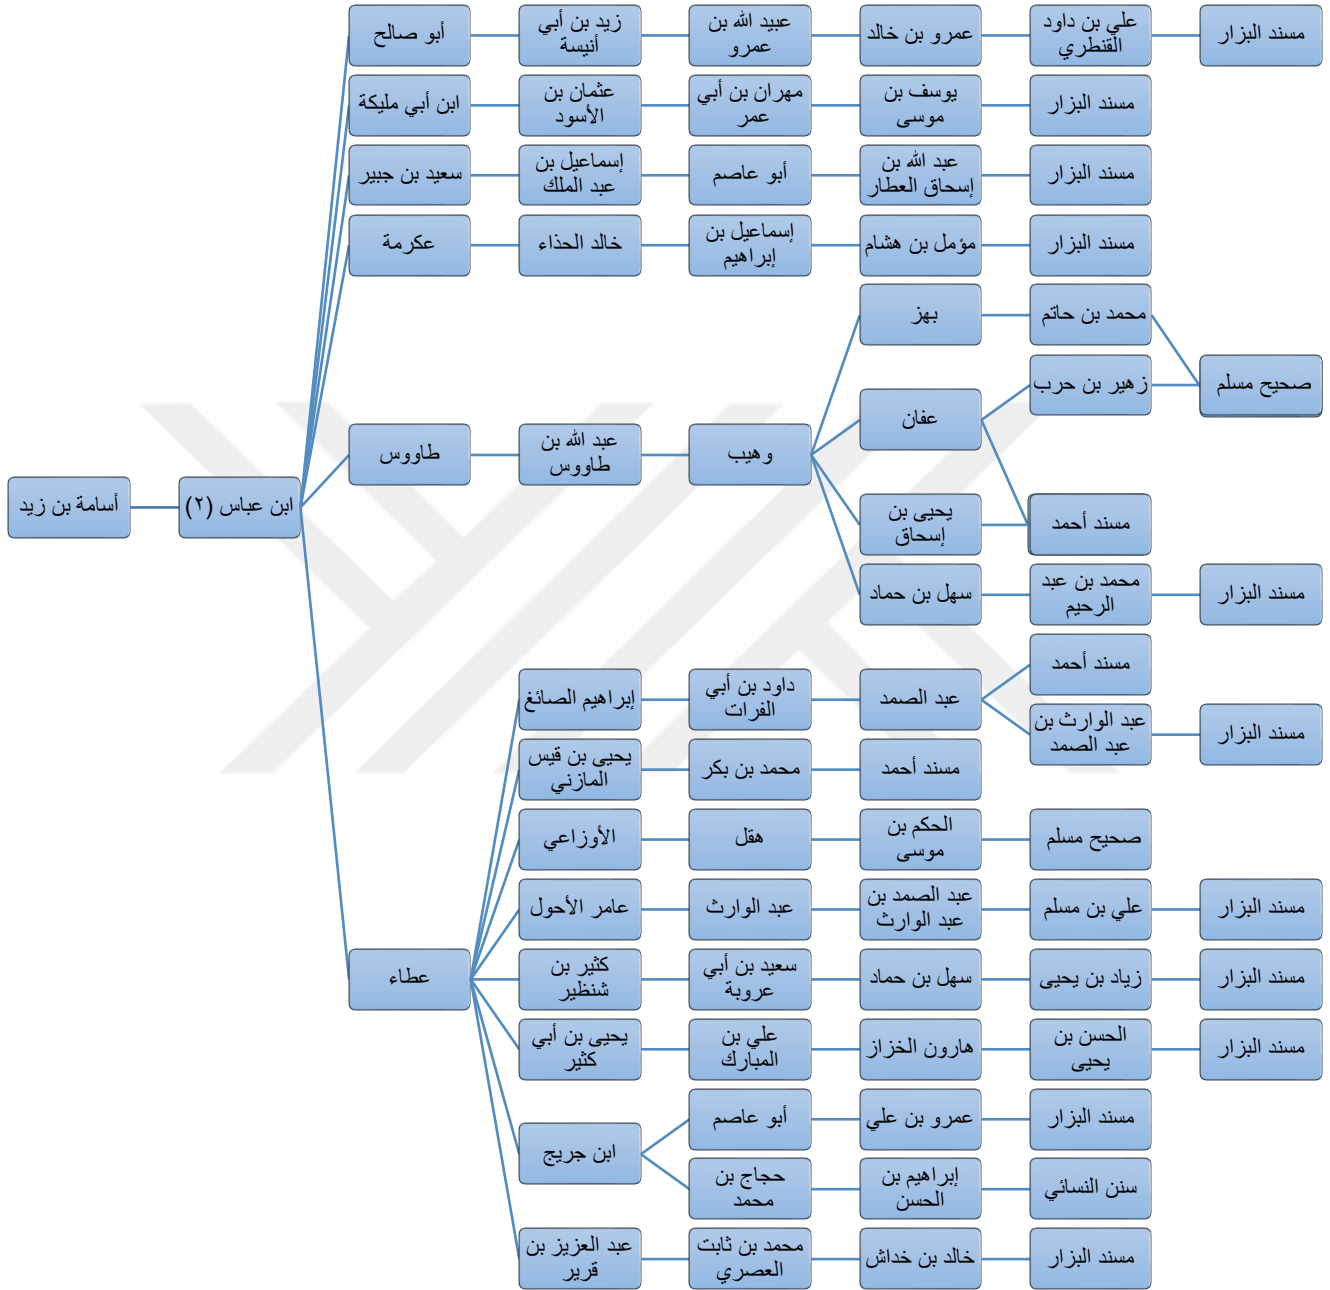 أبو صالح
زيد بن أبي
أنيسة
عبيد الله بن
عمرو
عمرو بن خالد
علي بن داود
القنطري
مسند البزار
ابن أبي مليكة
عثمان بن
الأسود
مهران بن أبي
عمر
يوسف بن
موسى
مسند البزار
سعيد بن جبير
إسماعيل بن
عبد الملك
أبو عاصم
عبد الله بن
إسحاق العطار
مسند البزار
عكرمة
خالد الحذاء
إسماعيل بن
إبراهيم
مؤمل بن هشام
مسند البزار
بهز
محمد بن حاتم
زهير بن حرب
صحيح مسلم
عفان
طاووس
عبد الله بن
طاووس
وهيب
أسامة بن زيد
ابن عباس (٢)
يحيى بن
إسحاق
مسند أحمد
سهل بن حماد
محمد بن عبد
الرحيم
مسند البزار
إبراهيم الصائغ
داود بن أبي
الفرات
عبد الصمد
مسند أحمد
عبد الوارث بن
عبد الصمد
مسند البزار
يحيى بن قيس
المازني
محمد بن بكر
مسند أحمد
الأوزاعي
هقل
الحكم بن
موسى
صحيح مسلم
عامر الأحول
عبد الوارث
عبد الصمد بن
عبد الوارث
علي بن مسلم
مسند البزار
عطاء
كثير بن
شنظير
سعيد بن أبي
عروبة
سهل بن حماد
زياد بن يحيى
مسند البزار
يحيى بن أبي
كثير
علي بن
المبارك
هارون الخزاز
الحسن بن
يحيى
مسند البزار
ابن جريج
أبو عاصم
عمرو بن علي
مسند البزار
حجاج بن
محمد
إبراهيم بن
الحسن
سنن النسائي
عبد العزيز بن
قرير
محمد بن ثابت
العصري
خالد بن خداش
مسند البزار